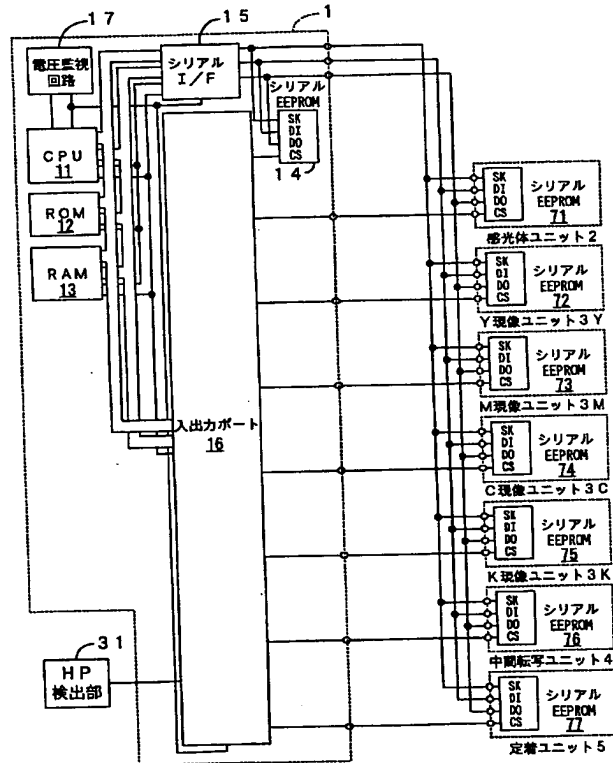 17
15
1
電圧監視
回路
シリアル
I/F
シリアル
EEPROM
SK
DI
DO
CS
14
CPU
11
ROM
12
RAM
13
入出力ポート
16
31
HP
検出部
SK
DI
DO
CS
シリアル
EEPROM
71
感光体ユニット2
SK
DI
DO
CS
シリアル
EEPROM
72
Y現像ユニット3Y
SK
DI
DO
CS
シリアル
EEPROM
73
M現像ユニット3M
SK
DI
DO
CS
シリアル
EEPROM
74
C現像ユニット3C
SK
DI
DO
CS
シリアル
EEPROM
75
K現像ユニット3K
SK
DI
DO
CS
シリアル
EEPROM
76
中間転写ユニット4
SK
DI
DO
CS
シリアル
EEPROM
77
定着ユニット5